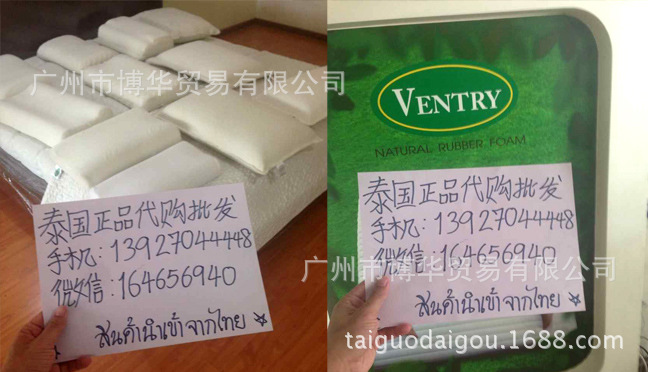 广州市博华贸易有限公司
泰国正品代购批发
手机:13927044448
微信:164656940
สินค้านำเข้าจากไทย
VENTRY
NATURAL RUBBER FOAM
泰国正品代购批发
手机:13927044448
微信:164656940
广州市博华贸易有限公司
สินค้านำเข้าจากไทย
taiguodaigou.1688.com